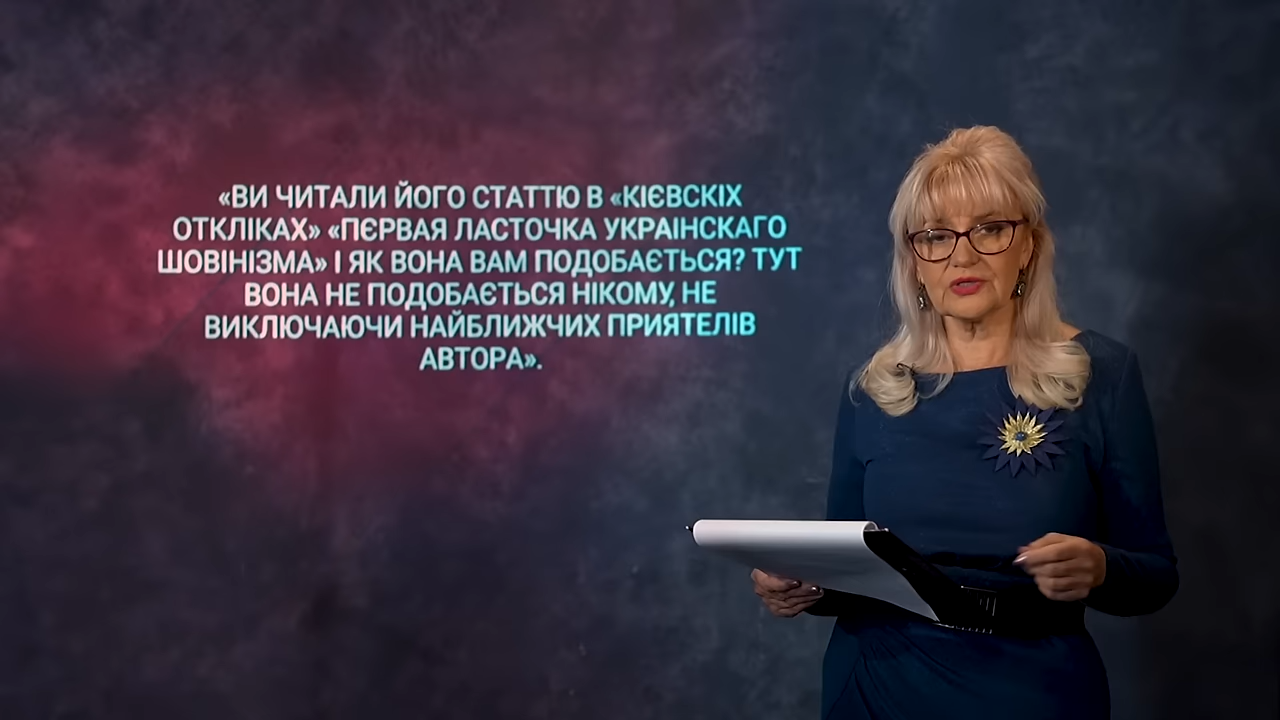 «ВИ ЧИТАЛИ ЙОГО СТАТТЮ В «КІЄВСКІХ
ОТКЛІКАХ» «ПЄРВАЯ ЛАСТОЧКА УКРАІНСКАГО
ШОВІНІЗМА» І ЯК ВОНА ВАМ ПОДОБАЄТЬСЯ? ТУТ
ВОНА НЕ ПОДОБАЄТЬСЯ НІКОМУ, НЕ
ВИКЛЮЧАЮЧИ НАЙБЛИЖЧИХ ПРИЯТЕЛІВ
АВТОРА».